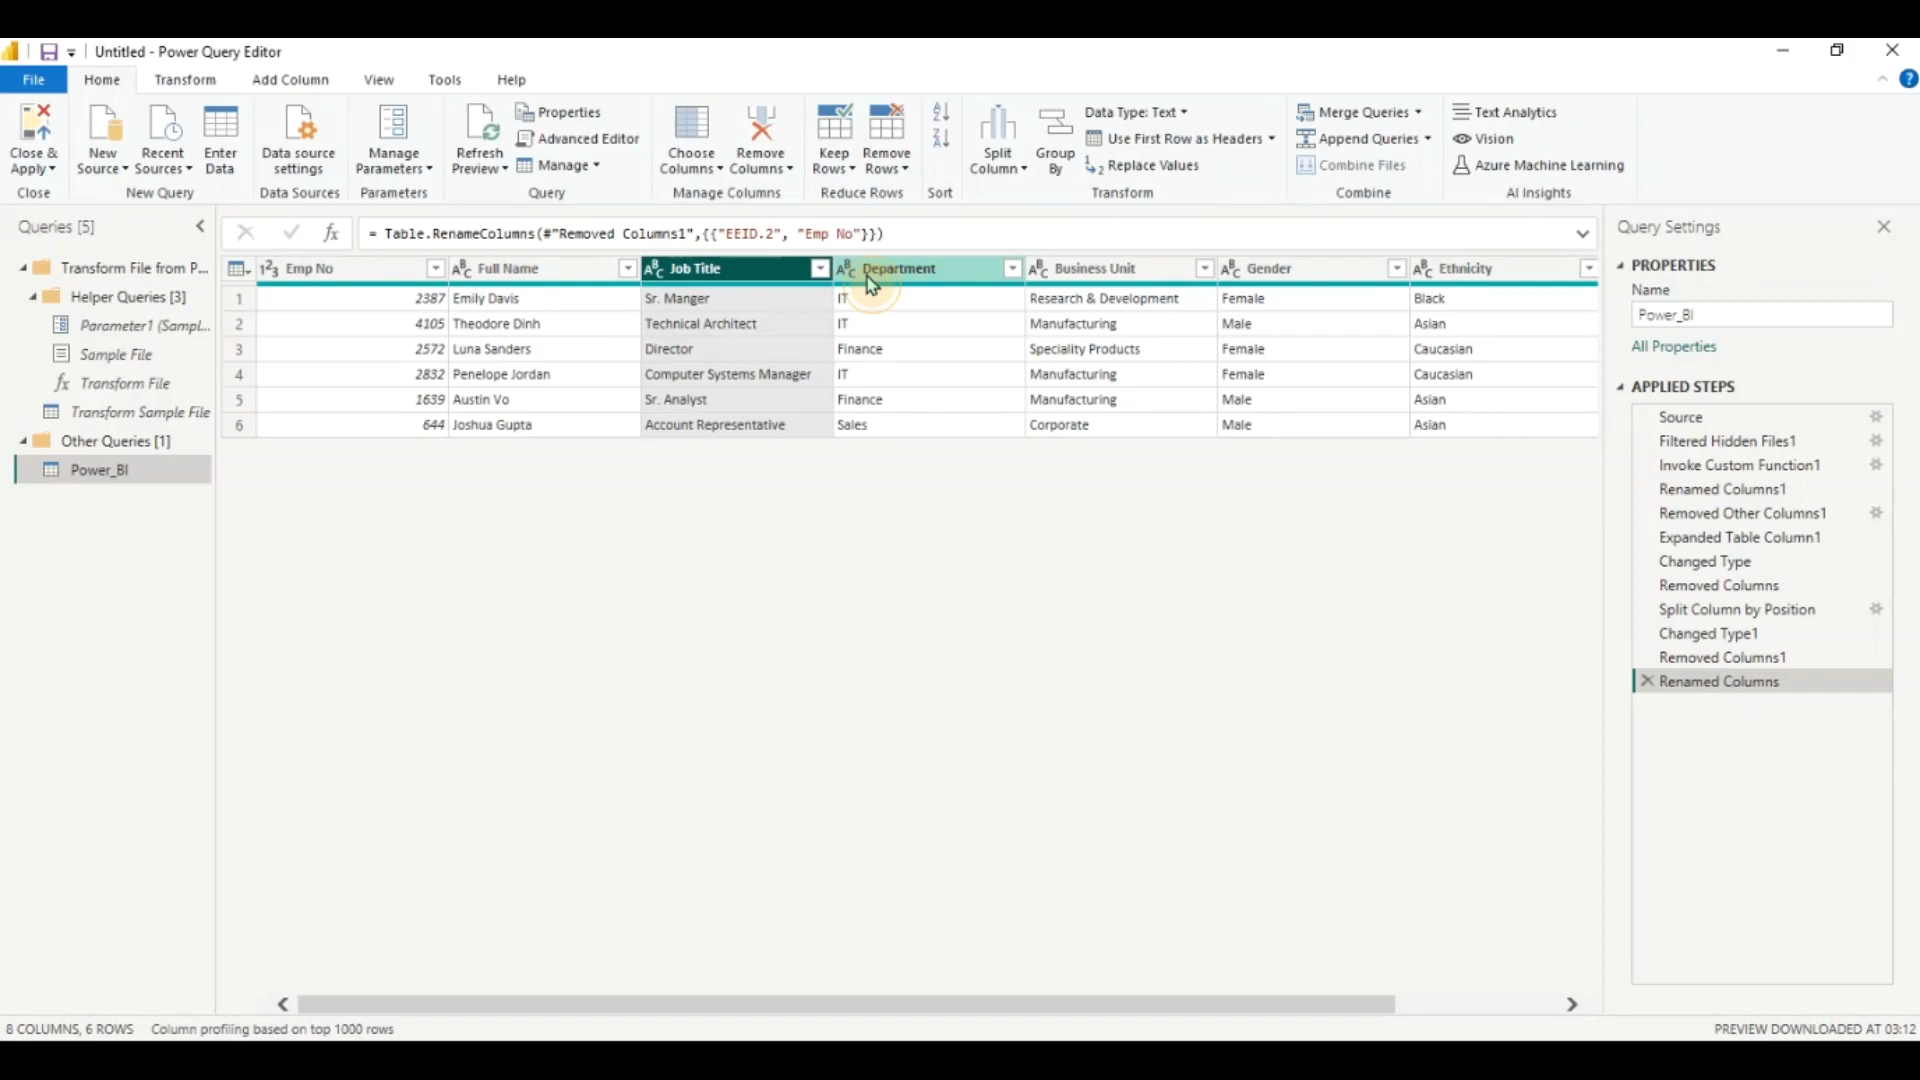 Untitled - Power Query Editor
File Home Transform Add Column View Tools Help
Close & Apply
New Source
Recent Sources
Enter Data
Data source settings
Manage Parameters
Refresh Preview
Properties
Advanced Editor
Manage
Choose Columns
Remove Columns
Keep Rows
Remove Rows
Split Column
Group By
Data Type: Text
Use First Row as Headers
Replace Values
Merge Queries
Append Queries
Combine Files
Text Analytics
Vision
Azure Machine Learning
Close New Query Data Sources Parameters Query Manage Columns Reduce Rows Sort Transform Combine AI Insights
Queries [5]
Transform File from P...
Helper Queries [3]
Parameter1 (Sampl...
Sample File
fx Transform File
Transform Sample File
Other Queries [1]
Power_BI
fx = Table.RenameColumns(#"Removed Columns1",{{"EEID.2", "Emp No"}})
123 Emp No ABC Full Name ABC Job Title ABC Department ABC Business Unit ABC Gender ABC Ethnicity
1 2387 Emily Davis Sr. Manger IT Research & Development Female Black
2 4105 Theodore Dinh Technical Architect IT Manufacturing Male Asian
3 2572 Luna Sanders Director Finance Speciality Products Female Caucasian
4 2832 Penelope Jordan Computer Systems Manager IT Manufacturing Female Caucasian
5 1639 Austin Vo Sr. Analyst Finance Manufacturing Male Asian
6 644 Joshua Gupta Account Representative Sales Corporate Male Asian
Query Settings
PROPERTIES
Name
Power_BI
All Properties
APPLIED STEPS
Source
Filtered Hidden Files1
Invoke Custom Function1
Renamed Columns1
Removed Other Columns1
Expanded Table Column1
Changed Type
Removed Columns
Split Column by Position
Changed Type1
Removed Columns1
Renamed Columns
8 COLUMNS, 6 ROWS Column profiling based on top 1000 rows
PREVIEW DOWNLOADED AT 03:12